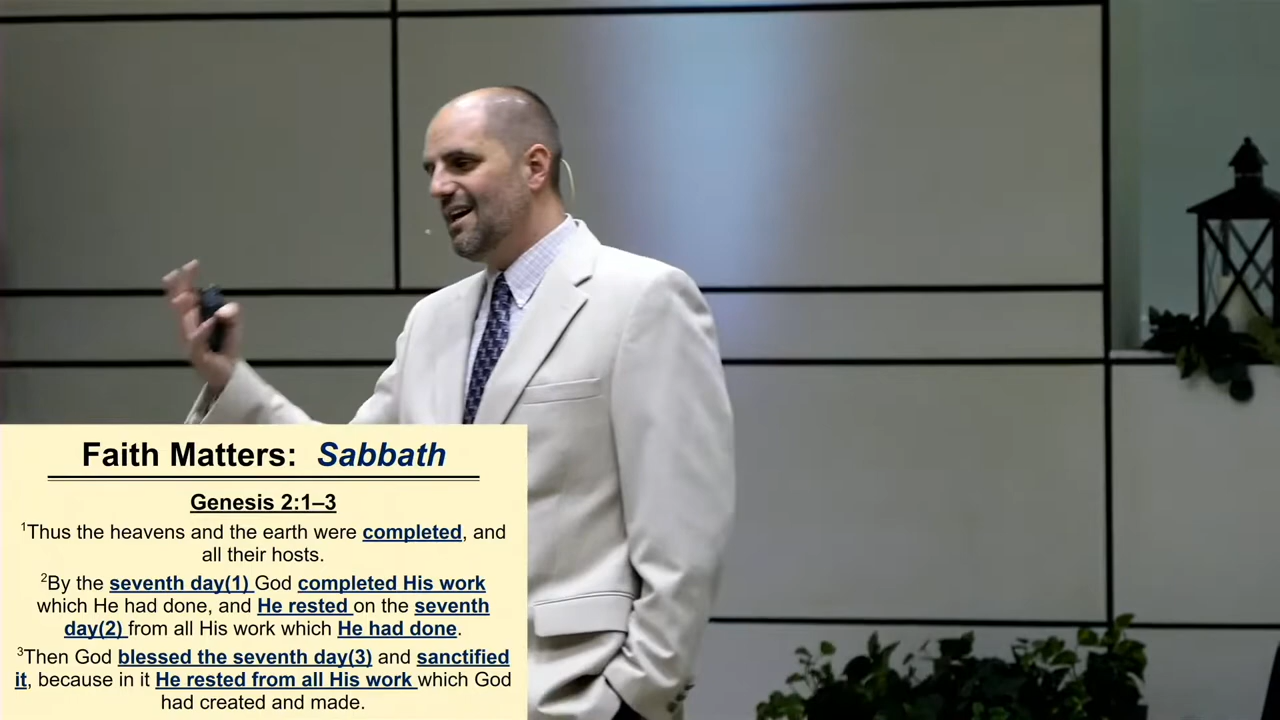 Faith Matters: Sabbath
Genesis 2:1–3
1Thus the heavens and the earth were completed, and
all their hosts.
2By the seventh day(1) God completed His work
which He had done, and He rested on the seventh
day(2) from all His work which He had done.
3Then God blessed the seventh day(3) and sanctified
it, because in it He rested from all His work which God
had created and made.